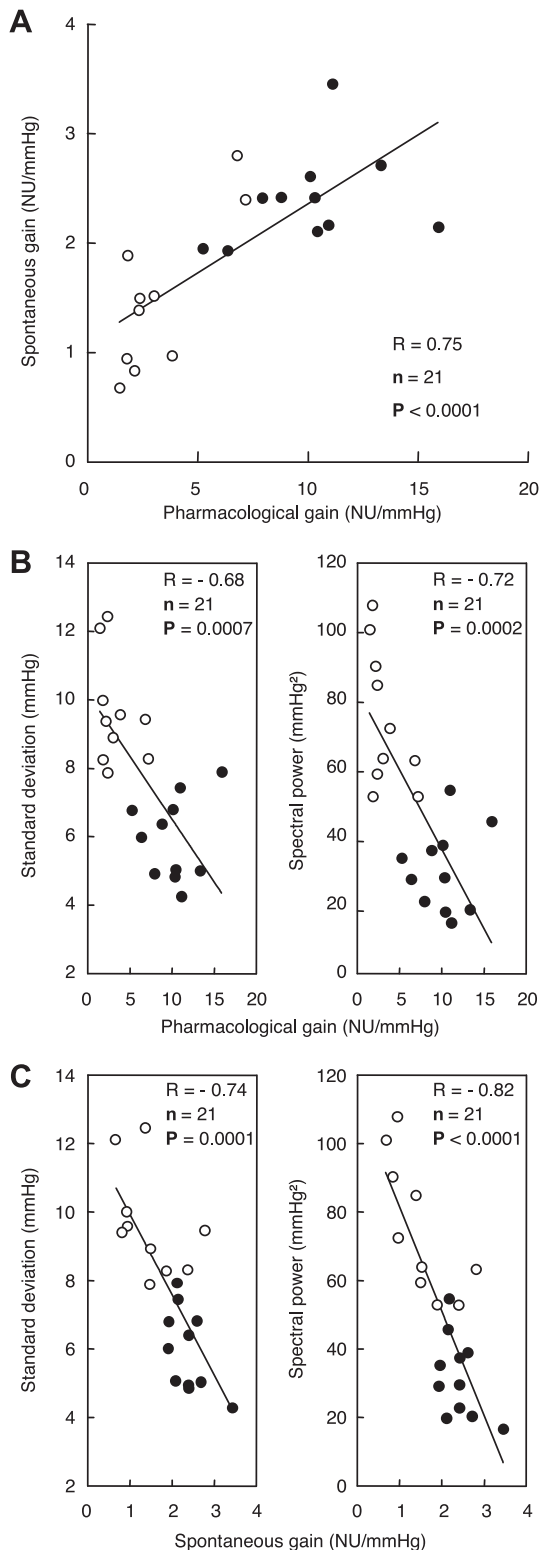 A
4
3
2
1
0
Spontaneous gain (NU/mmHg)
R = 0.75
n = 21
P < 0.0001
0 5 10 15 20
Pharmacological gain (NU/mmHg)
B
14
12
10
8
6
4
2
Standard deviation (mmHg)
R = - 0.68
n = 21
P = 0.0007
0 5 10 15 20
120
100
80
60
40
20
0
Spectral power (mmHg²)
R = - 0.72
n = 21
P = 0.0002
0 5 10 15 20
Pharmacological gain (NU/mmHg)
C
14
12
10
8
6
4
2
Standard deviation (mmHg)
R = - 0.74
n = 21
P = 0.0001
0 1 2 3 4
120
100
80
60
40
20
0
Spectral power (mmHg²)
R = - 0.82
n = 21
P < 0.0001
0 1 2 3 4
Spontaneous gain (NU/mmHg)